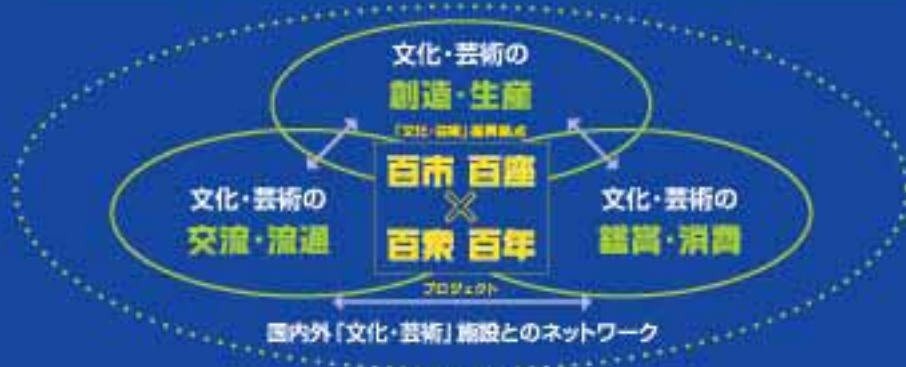 文化・芸術の
創造・生産
「文化・芸術」
百市 百座
×
百衆 百年
プロジェクト
文化・芸術の
交流・流通
文化・芸術の
鑑賞・消費
国内外「文化・芸術」施設とのネットワーク